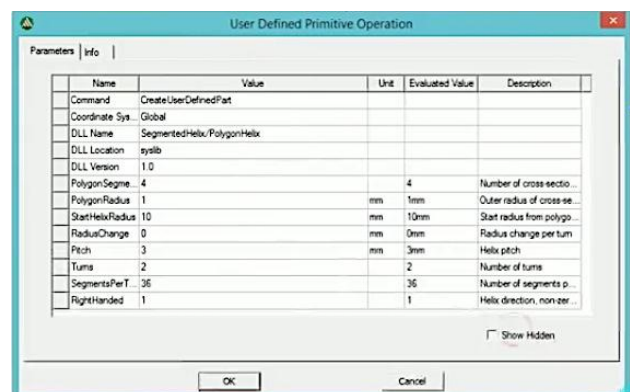 User Defined Primitive Operation
Parameters Info
Name Value Unit Evaluated Value Description
Command CreateUserDefinedPart
Coordinate Sys... Global
DLL Name SegmentedHelix/PolygonHelix
DLL Location syslib
DLL Version 1.0
PolygonSegme... 4 4 Number of cross-sectio...
PolygonRadius 1 mm 1mm Outer radius of cross-se...
StartHelixRadius 10 mm 10mm Start radius from polygo...
RadiusChange 0 mm 0mm Radius change per turn
Pitch 3 mm 3mm Helix pitch
Turns 2 2 Number of turns
SegmentsPerT... 36 36 Number of segments p...
RightHanded 1 1 Helix direction, non-zer...
Show Hidden
OK Cancel